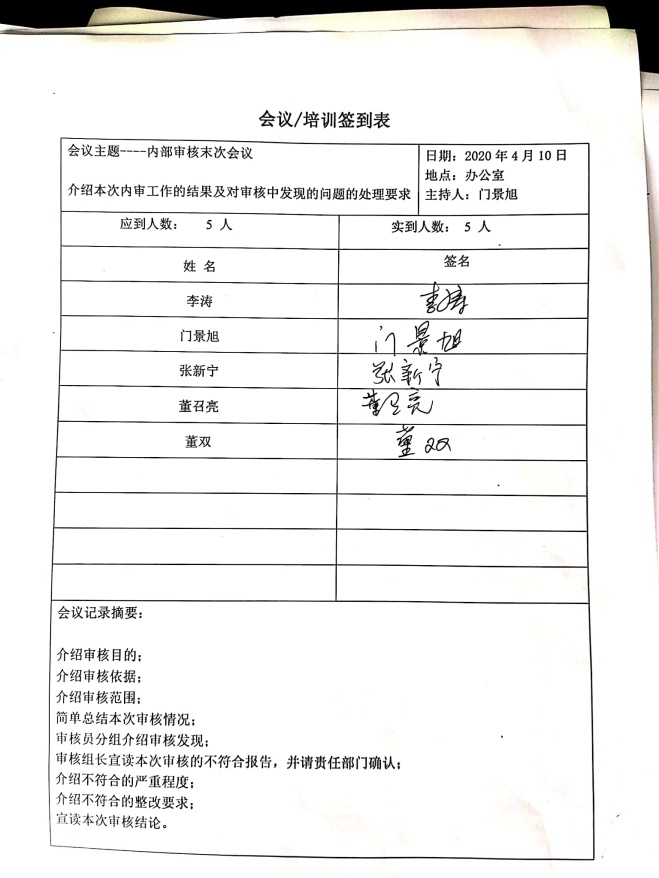 会议/培训签到表
会议主题----内部审核末次会议
介绍本次内审工作的结果及对审核中发现的问题的处理要求
日期：2020年4月10日
地点：办公室
主持人：门景旭
应到人数： 5 人
实到人数： 5 人
姓 名
签名
李涛
李涛
门景旭
门景旭
张新宁
张新宁
董召亮
董召亮
董双
董双
会议记录摘要：
介绍审核目的；
介绍审核依据；
介绍审核范围；
简单总结本次审核情况；
审核员分组介绍审核发现；
审核组长宣读本次审核的不符合报告，并请责任部门确认；
介绍不符合的严重程度；
介绍不符合的整改要求；
宣读本次审核结论。